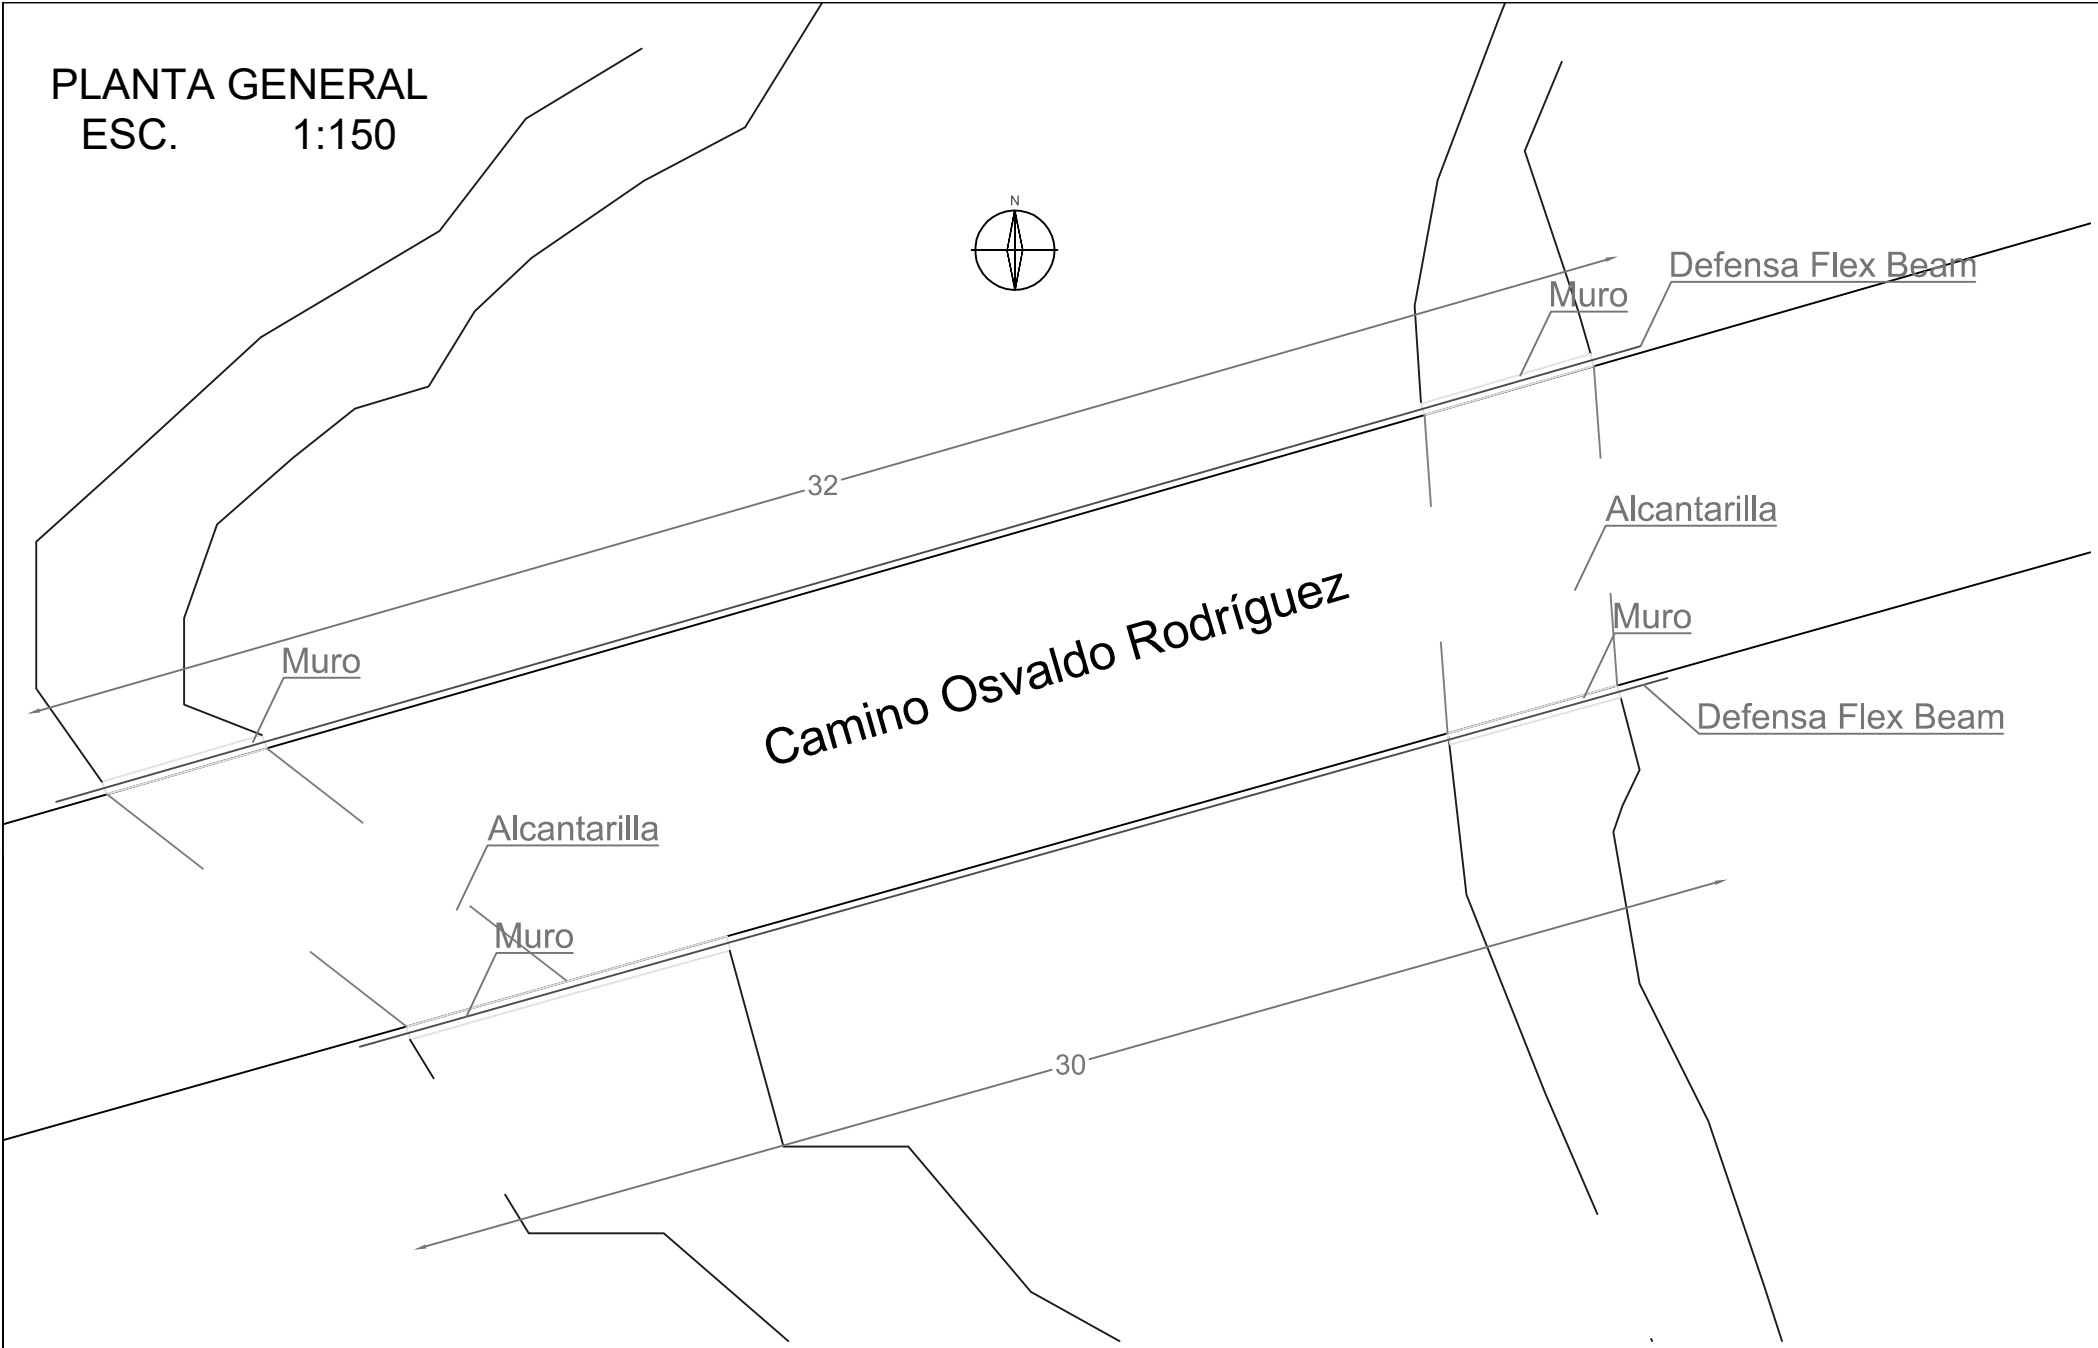 PLANTA GENERAL
ESC. 1:150
N
Defensa Flex Beam
Muro
32
Alcantarilla
Camino Osvaldo Rodríguez
Muro
Muro
Defensa Flex Beam
Alcantarilla
Muro
30